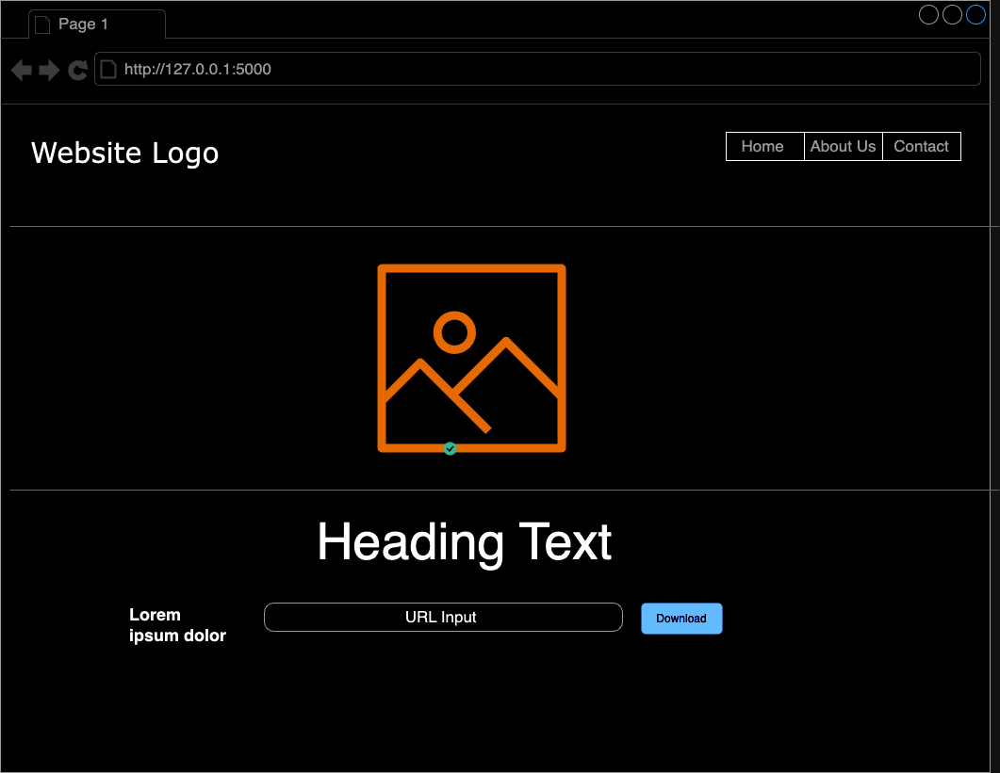 Page 1
http://127.0.0.1:5000
Website Logo
Home
About Us
Contact
Heading Text
Lorem
ipsum dolor
URL Input
Download